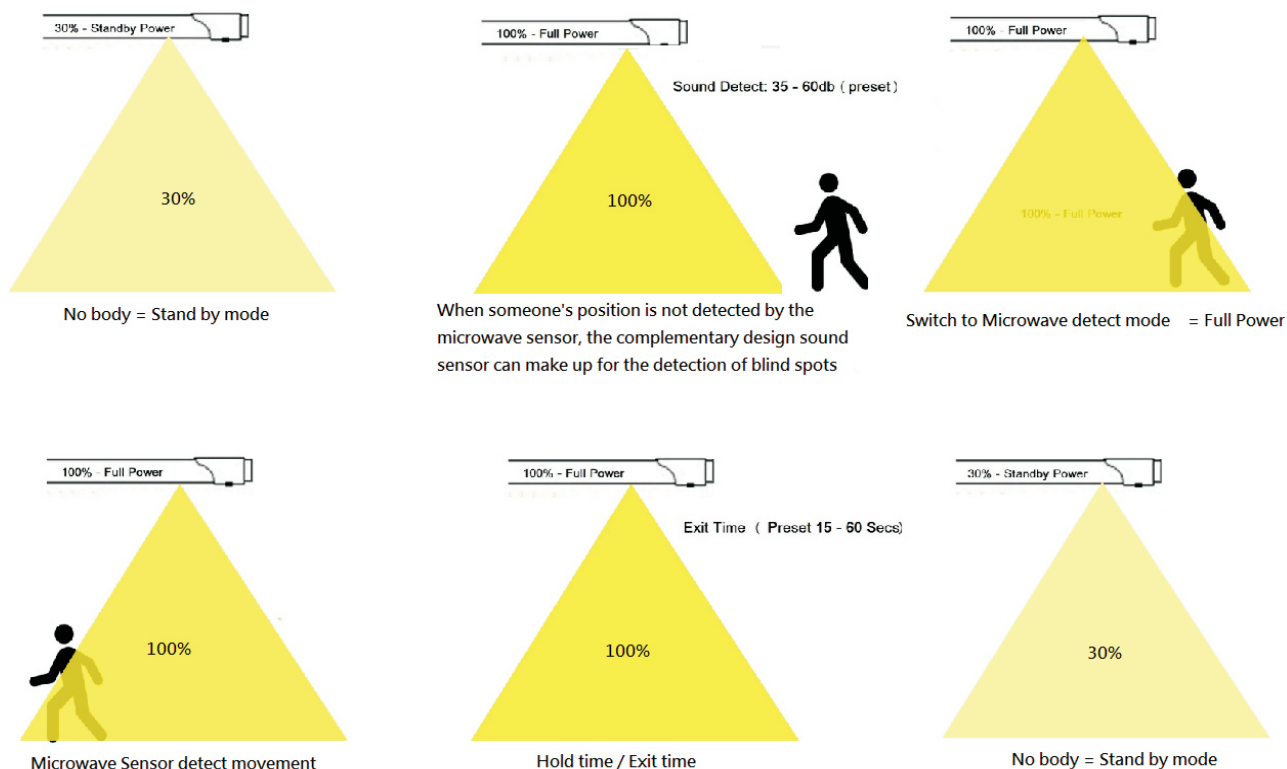 30% - Standby Power
30%
No body = Stand by mode
100% - Full Power
Sound Detect: 35 - 60db ( preset )
100%
When someone's position is not detected by the
microwave sensor, the complementary design sound
sensor can make up for the detection of blind spots
100% - Full Power
100% - Full Power
Switch to Microwave detect mode = Full Power
100% - Full Power
100%
Microwave Sensor detect movement
100% - Full Power
Exit Time ( Preset 15 - 60 Secs)
100%
Hold time / Exit time
30% - Standby Power
30%
No body = Stand by mode